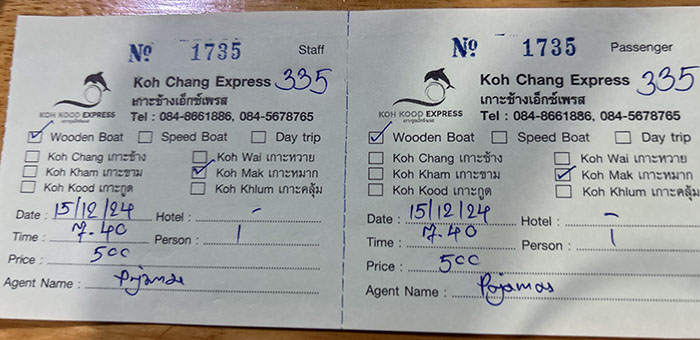 Nº 1735 Staff
Koh Chang Express 335
เกาะช้างเอ็กซ์เพรส
KOH KOOD EXPRESS
Tel : 084-8661886, 084-5678765
Wooden Boat Speed Boat Day trip
Koh Chang เกาะช้าง Koh Wai เกาะหวาย
Koh Kham เกาะขาม Koh Mak เกาะหมาก
Koh Kood เกาะกูด Koh Khlum เกาะคลุ้ม
Date : 15/12/24 Hotel : -
Time : 7.40 Person : 1
Price : 500
Agent Name : Pajamas
Nº 1735 Passenger
Koh Chang Express 335
เกาะช้างเอ็กซ์เพรส
KOH KOOD EXPRESS
Tel : 084-8661886, 084-5678765
Wooden Boat Speed Boat Day trip
Koh Chang เกาะช้าง Koh Wai เกาะหวาย
Koh Kham เกาะขาม Koh Mak เกาะหมาก
Koh Kood เกาะกูด Koh Khlum เกาะคลุ้ม
Date : 15/12/24 Hotel : -
Time : 7.40 Person : 1
Price : 500
Agent Name : Pajamas